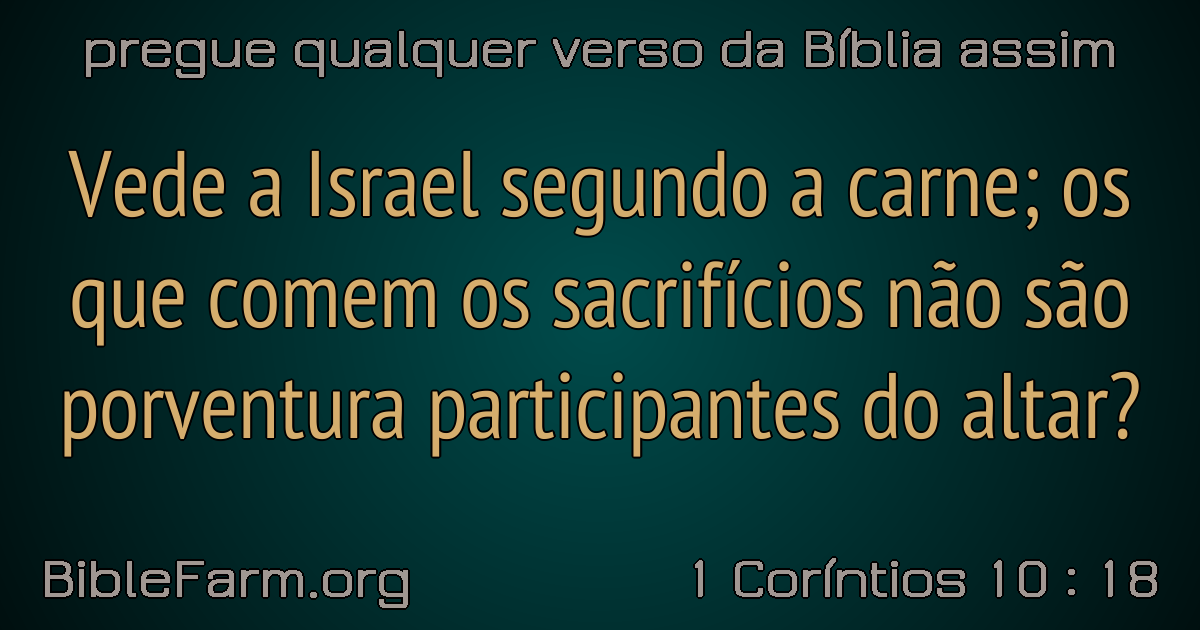 pregue qualquer verso da Bíblia assim
Vede a Israel segundo a carne; os
que comem os sacrifícios não são
porventura participantes do altar?
BibleFarm.org
1 Coríntios 10 : 18